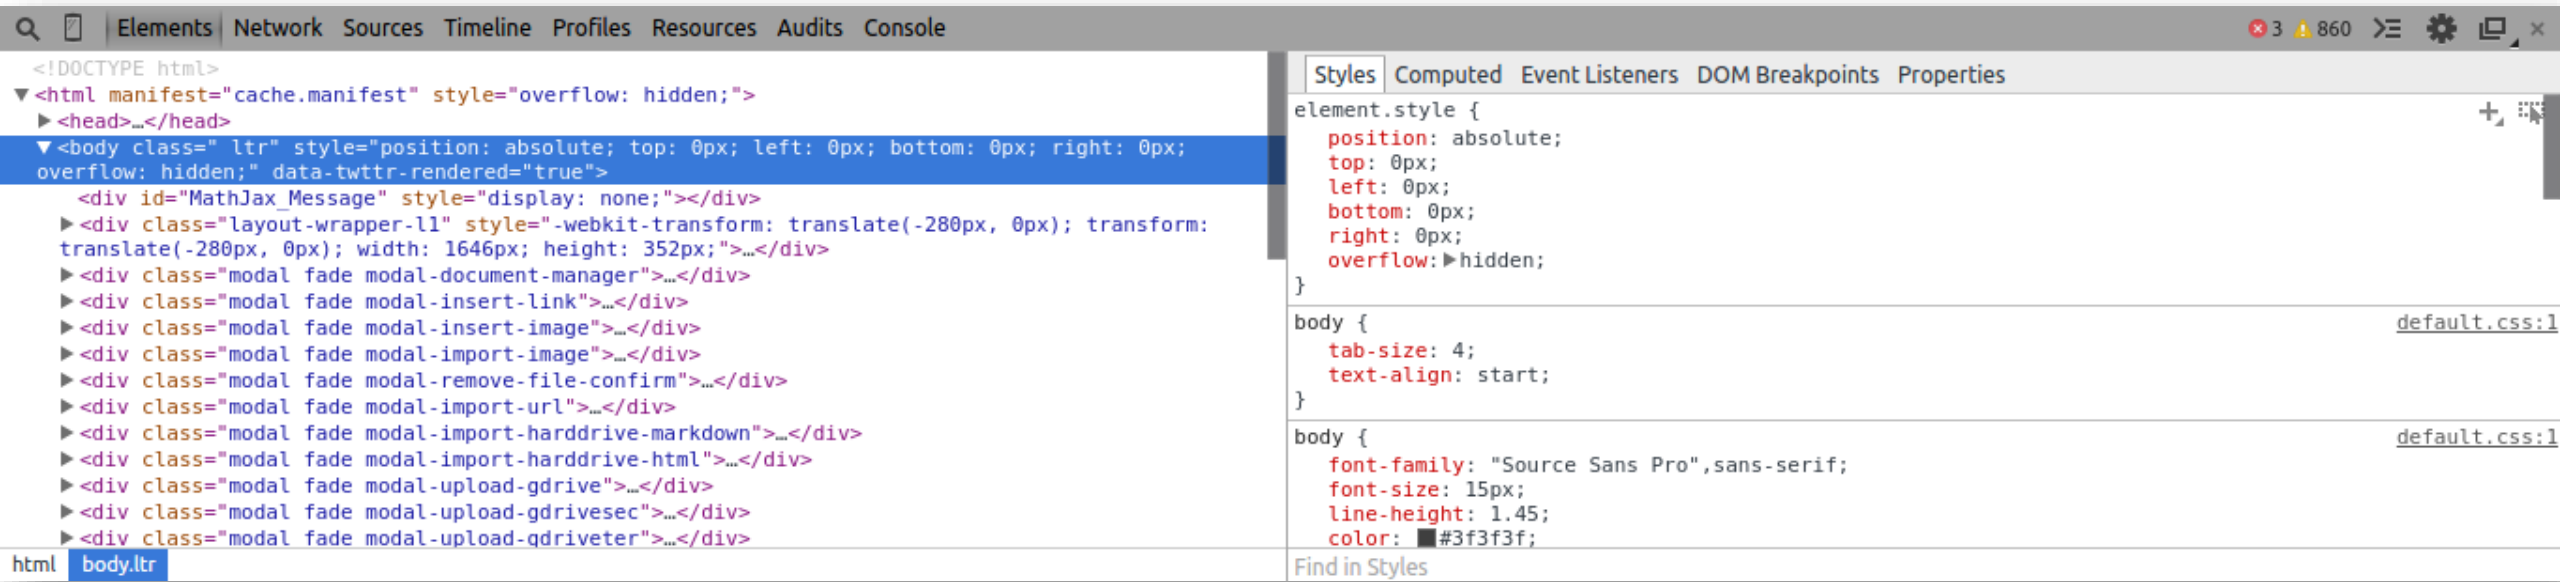 Elements Network Sources Timeline Profiles Resources Audits Console 3 860
<!DOCTYPE html>
▼<html manifest="cache.manifest" style="overflow: hidden;">
▶<head>…</head>
▼<body class=" ltr" style="position: absolute; top: 0px; left: 0px; bottom: 0px; right: 0px;
overflow: hidden;" data-twttr-rendered="true">
<div id="MathJax_Message" style="display: none;"></div>
▶<div class="layout-wrapper-l1" style="-webkit-transform: translate(-280px, 0px); transform:
translate(-280px, 0px); width: 1646px; height: 352px;">…</div>
▶<div class="modal fade modal-document-manager">…</div>
▶<div class="modal fade modal-insert-link">…</div>
▶<div class="modal fade modal-insert-image">…</div>
▶<div class="modal fade modal-import-image">…</div>
▶<div class="modal fade modal-remove-file-confirm">…</div>
▶<div class="modal fade modal-import-url">…</div>
▶<div class="modal fade modal-import-harddrive-markdown">…</div>
▶<div class="modal fade modal-import-harddrive-html">…</div>
▶<div class="modal fade modal-upload-gdrive">…</div>
▶<div class="modal fade modal-upload-gdrivesec">…</div>
▶<div class="modal fade modal-upload-gdriveter">…</div>
html body.ltr
Styles Computed Event Listeners DOM Breakpoints Properties
element.style {
position: absolute;
top: 0px;
left: 0px;
bottom: 0px;
right: 0px;
overflow:▶hidden;
}
body { default.css:1
tab-size: 4;
text-align: start;
}
body { default.css:1
font-family: "Source Sans Pro",sans-serif;
font-size: 15px;
line-height: 1.45;
color: #3f3f3f;
Find in Styles